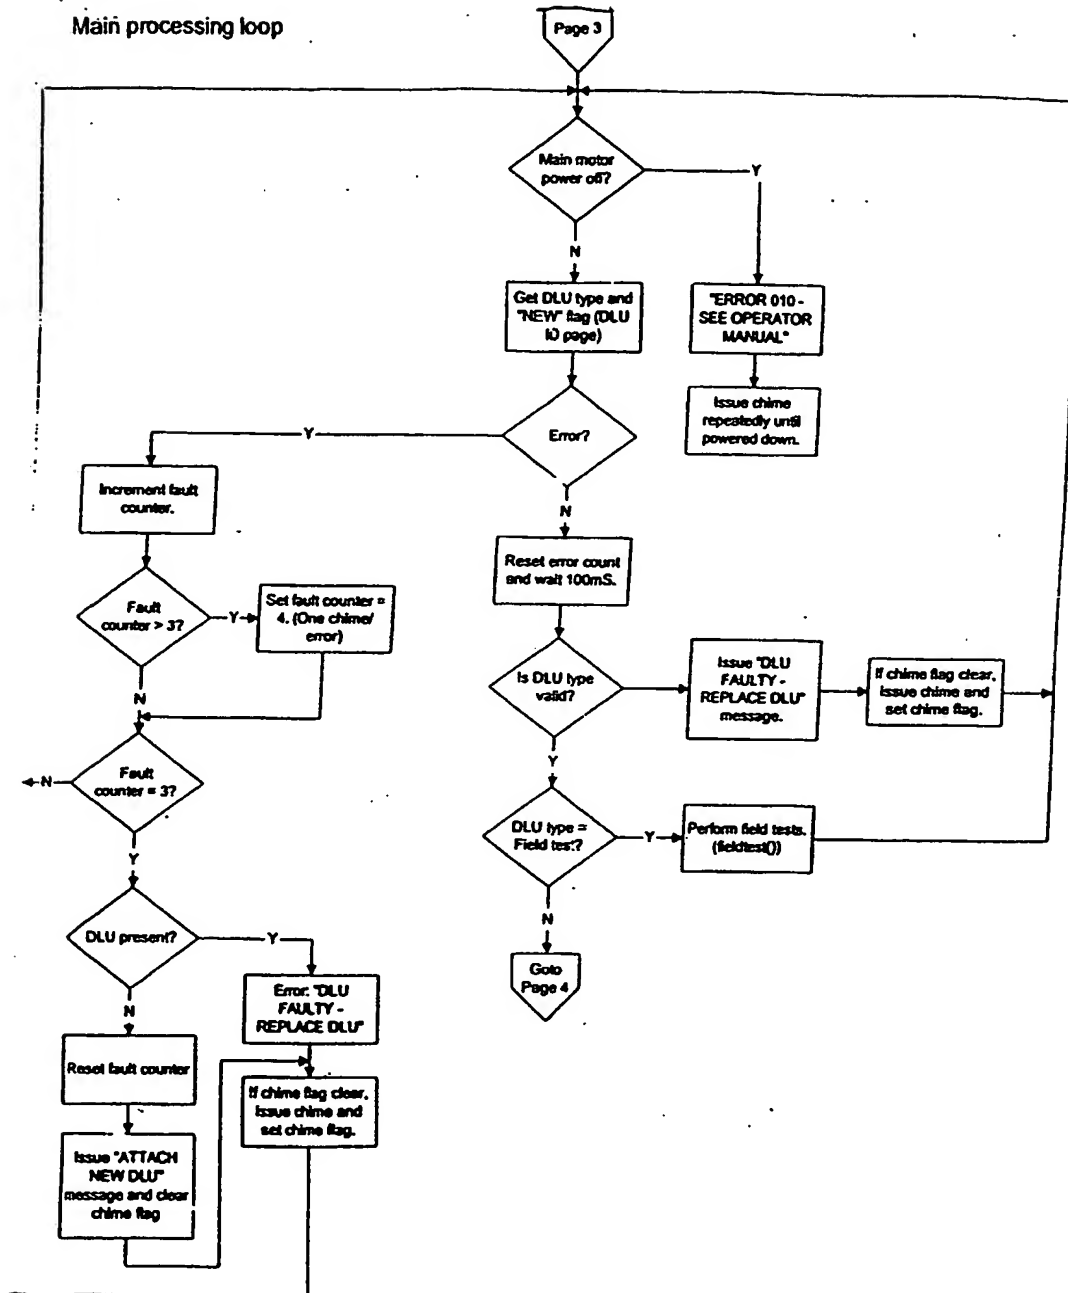 Main processing loop
Page 3
Main motor
power off?
Y
N
Get DLU type and
"NEW" flag (DLU
IO page)
"ERROR 010 -
SEE OPERATOR
MANUAL"
Issue chime
repeatedly until
powered down.
Error?
Y
N
Increment fault
counter.
Reset error count
and wait 100mS.
Fault
counter > 3?
Y
Set fault counter =
4. (One chime/
error)
N
Is DLU type
valid?
Issue "DLU
FAULTY -
REPLACE DLU"
message.
If chime flag clear,
issue chime and
set chime flag.
Y
Fault
counter = 3?
N
Y
DLU type =
Field test?
Y
Perform field tests.
(fieldtest())
N
Goto
Page 4
DLU present?
Y
N
Error: "DLU
FAULTY -
REPLACE DLU"
Reset fault counter
If chime flag clear,
issue chime and
set chime flag.
Issue "ATTACH
NEW DLU"
message and clear
chime flag